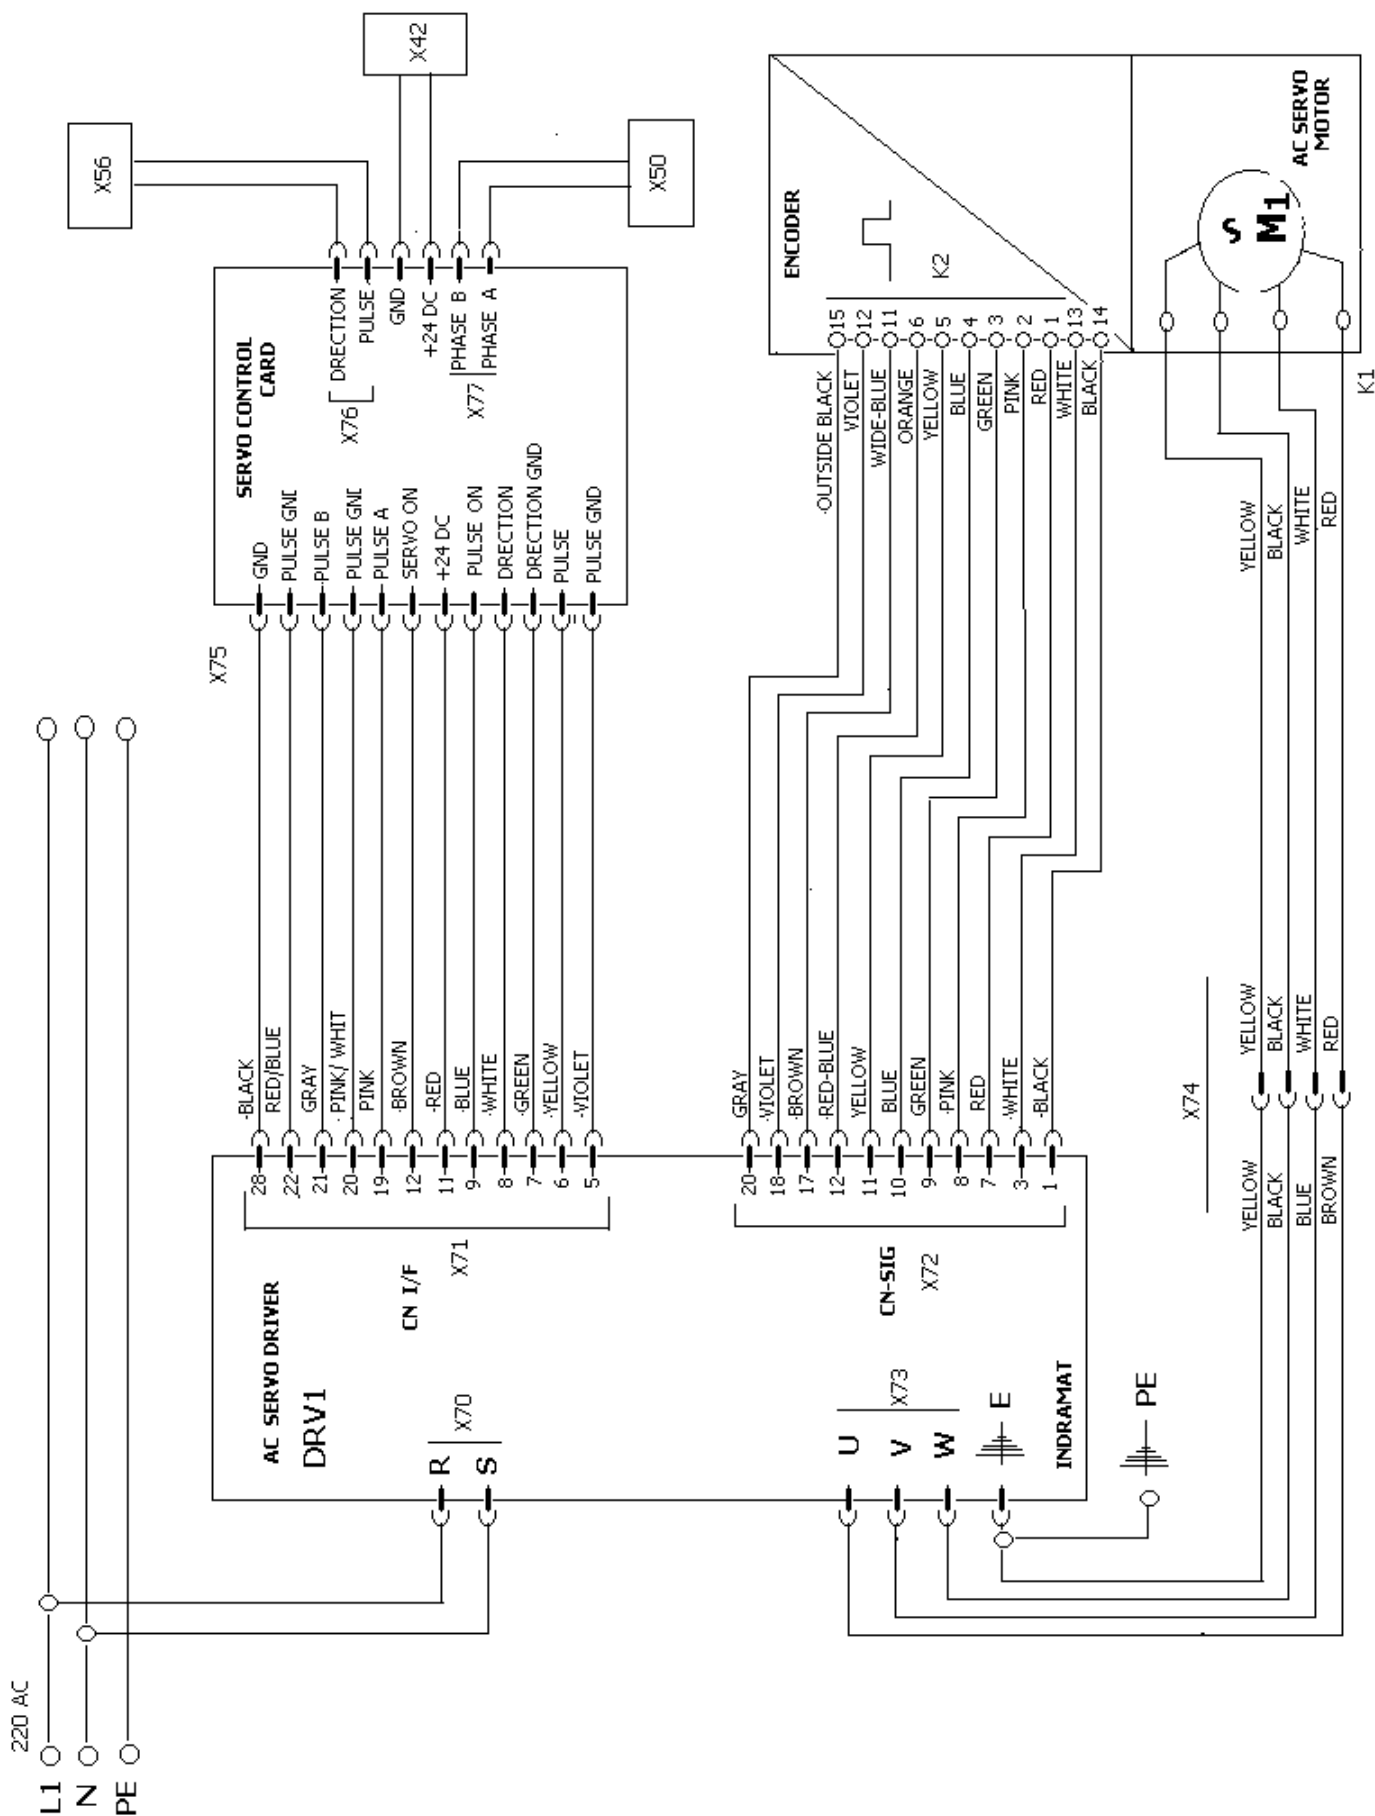 220 AC
L1
N
PE
X56
X42
X50
SERVO CONTROL
CARD
X76
DRECTION
PULSE
GND
+24 DC
X77
PHASE B
PHASE A
X75
GND
PULSE GND
PULSE B
PULSE GND
PULSE A
SERVO ON
+24 DC
PULSE ON
DRECTION
DRECTION GND
PULSE
PULSE GND
BLACK
RED/BLUE
GRAY
PINK/ WHIT
PINK
BROWN
RED
BLUE
WHITE
GREEN
YELLOW
VIOLET
28
22
21
20
19
12
11
9
8
7
6
5
AC SERVO DRIVER
DRV1
CN I/F
X71
R
S
X70
CN-SIG
X72
20
18
17
12
11
10
9
8
7
3
1
GRAY
VIOLET
BROWN
RED-BLUE
YELLOW
BLUE
GREEN
PINK
RED
WHITE
BLACK
U
V
W
X73
E
INDRAMAT
PE
ENCODER
K2
15
12
11
6
5
4
3
2
1
13
14
OUTSIDE BLACK
VIOLET
WIDE-BLUE
ORANGE
YELLOW
BLUE
GREEN
PINK
RED
WHITE
BLACK
AC SERVO
MOTOR
S
M1
K1
YELLOW
BLACK
WHITE
RED
X74
YELLOW
BLACK
WHITE
RED
YELLOW
BLACK
BLUE
BROWN